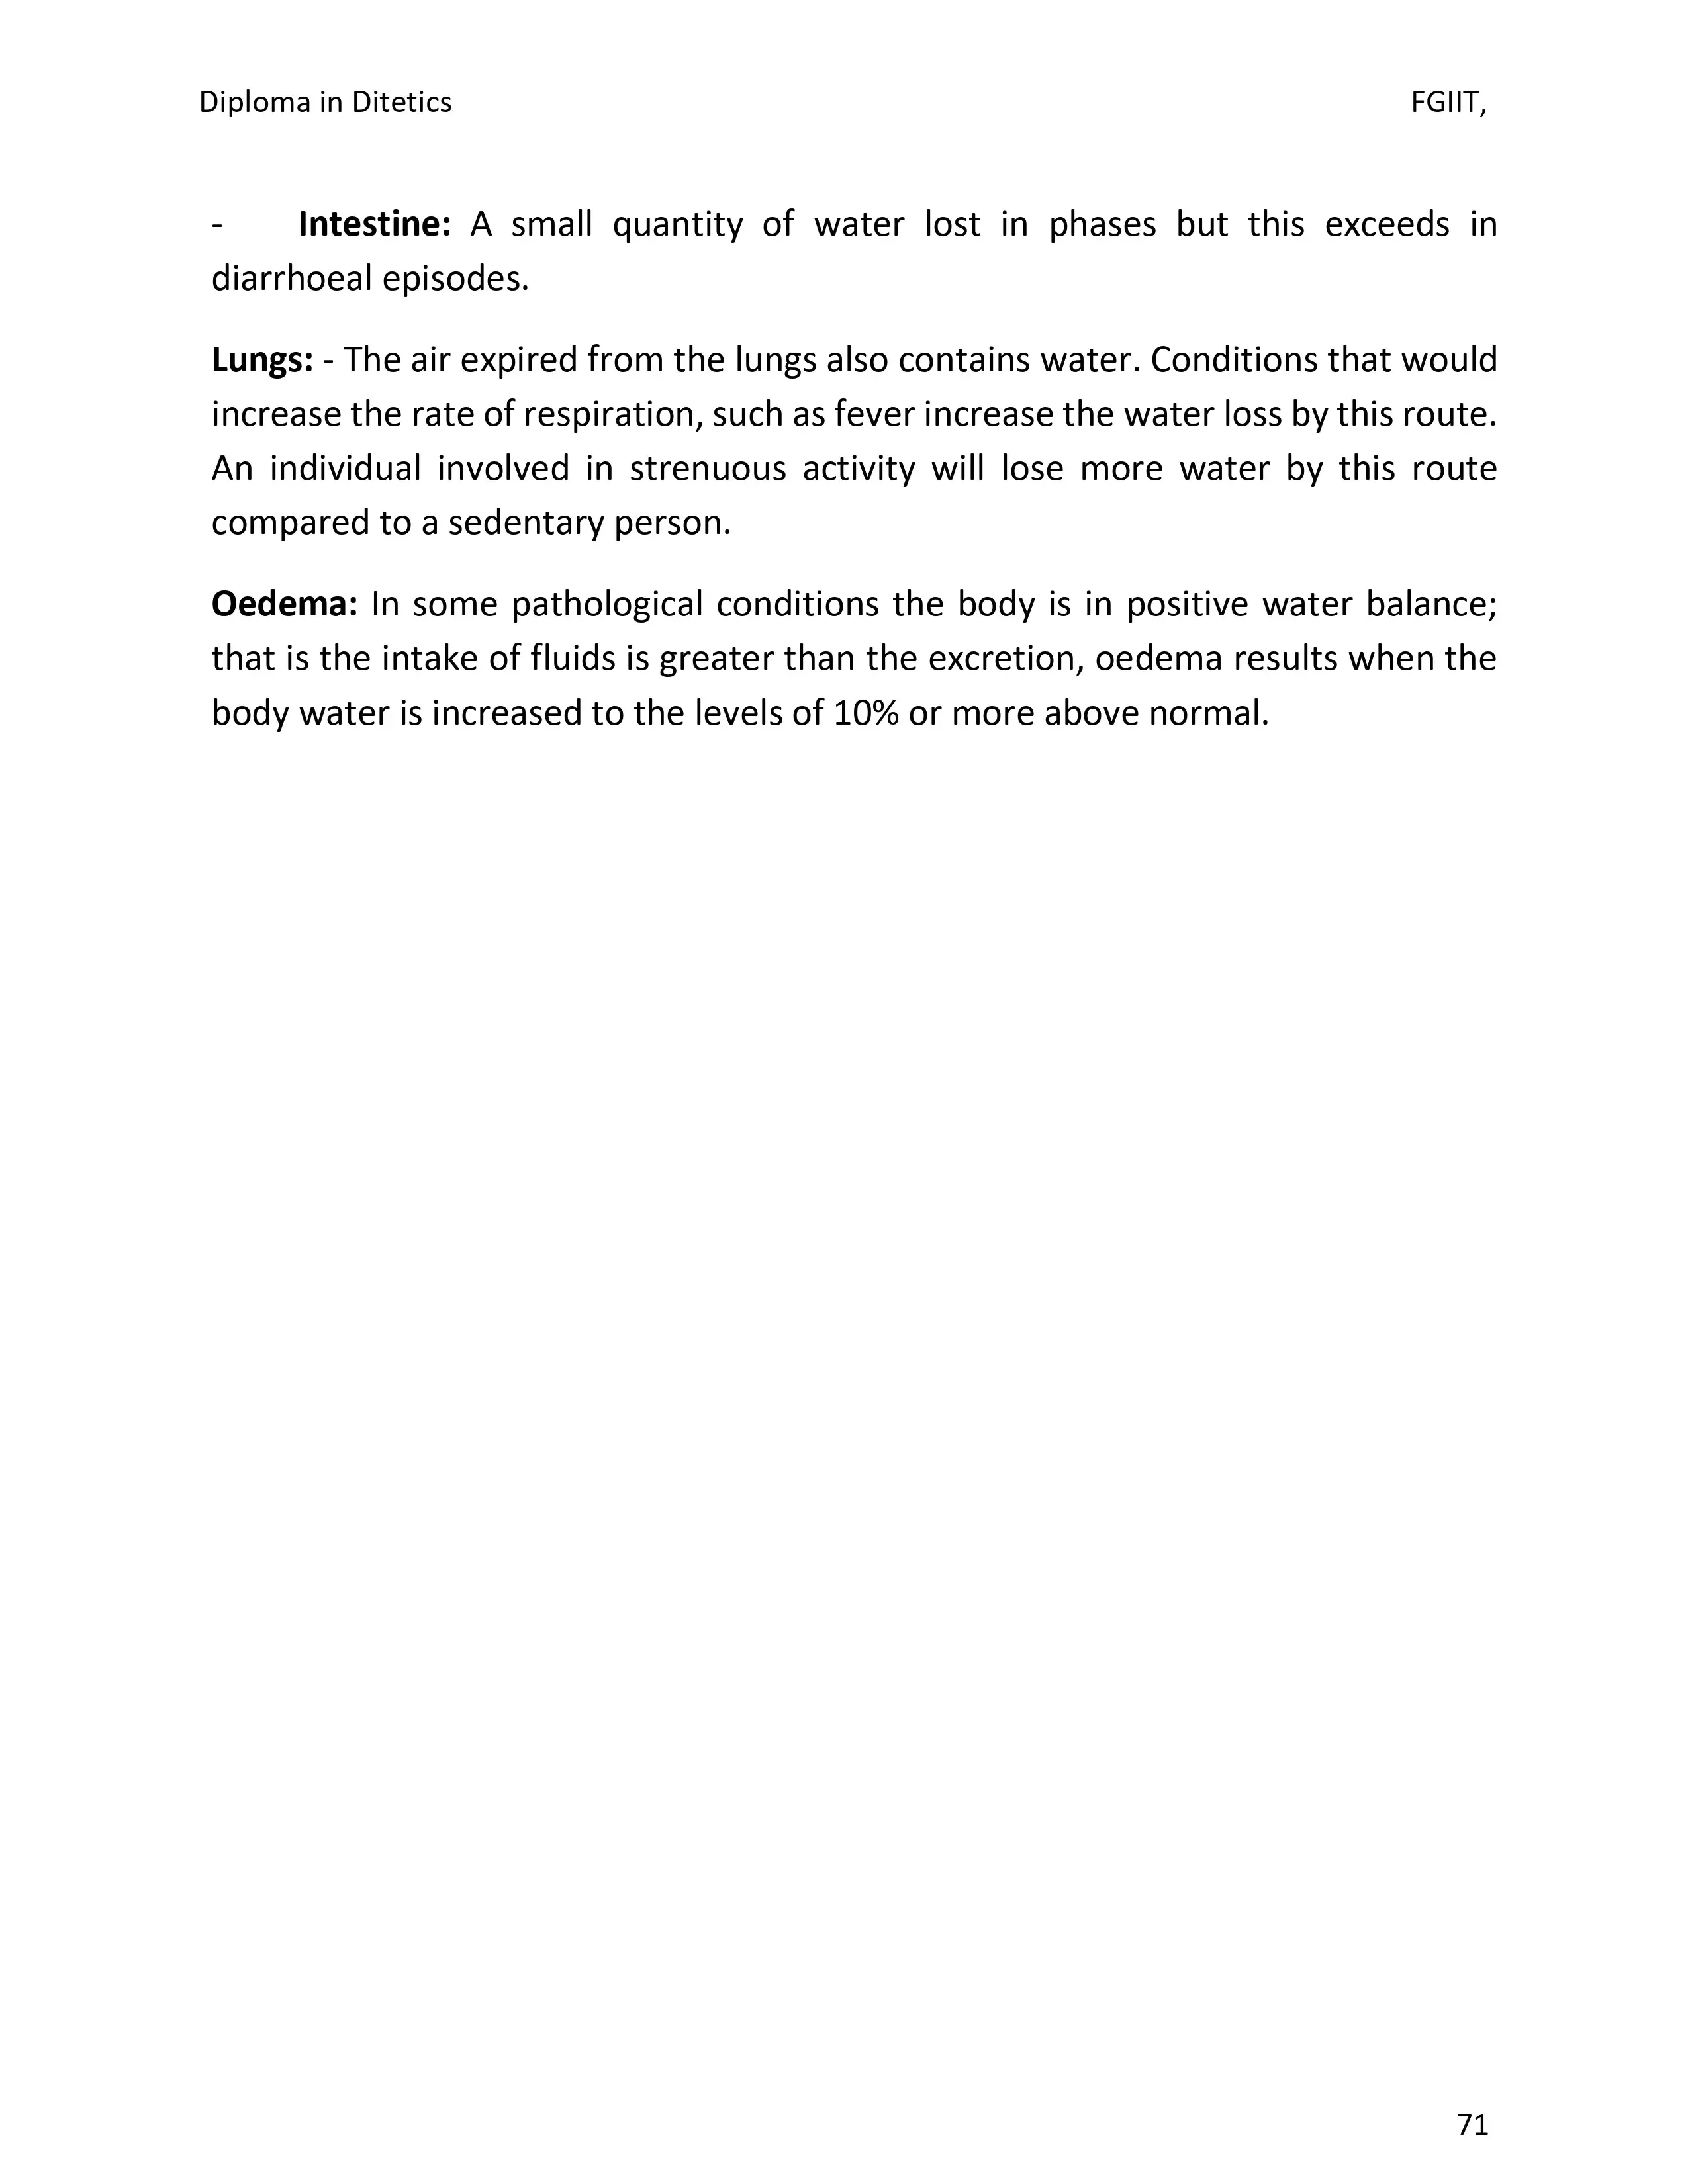 Diploma in Ditetics FGIIT,
- Intestine: A small quantity of water lost in phases but this exceeds in
diarrhoeal episodes.
Lungs: - The air expired from the lungs also contains water. Conditions that would
increase the rate of respiration, such as fever increase the water loss by this route.
An individual involved in strenuous activity will lose more water by this route
compared to a sedentary person.
Oedema: In some pathological conditions the body is in positive water balance;
that is the intake of fluids is greater than the excretion, oedema results when the
body water is increased to the levels of 10% or more above normal.
71